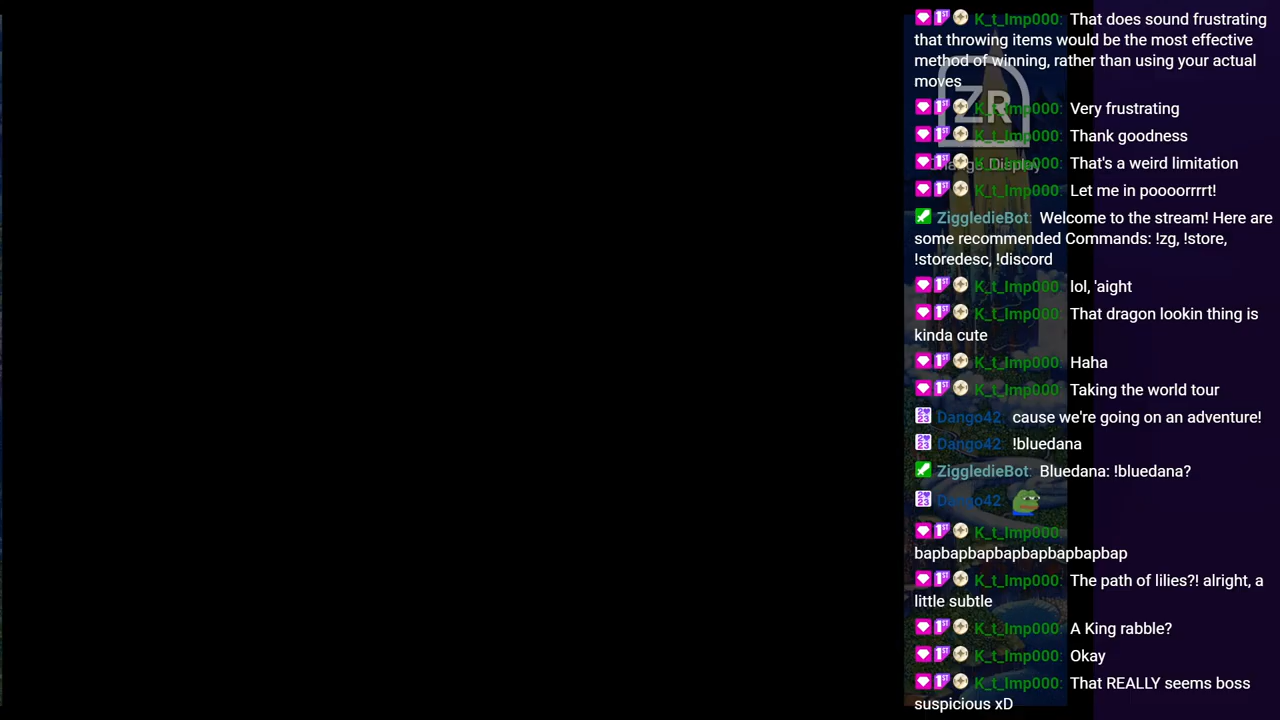 K_t_Imp000: That does sound frustrating
that throwing items would be the most effective
method of winning, rather than using your actual
moves
ZR
K_t_Imp000: Very frustrating
K_t_Imp000: Thank goodness
K_t_Imp000: That's a weird limitation
Change Display
K_t_Imp000: Let me in poooorrrrt!
ZiggledieBot: Welcome to the stream! Here are
some recommended Commands: !zg, !store,
!storedesc, !discord
K_t_Imp000: lol, 'aight
K_t_Imp000: That dragon lookin thing is
kinda cute
K_t_Imp000: Haha
K_t_Imp000: Taking the world tour
Dango42: cause we're going on an adventure!
Dango42: !bluedana
ZiggledieBot: Bluedana: !bluedana?
Dango42:
K_t_Imp000:
bapbapbapbapbapbapbapbap
K_t_Imp000: The path of lilies?! alright, a
little subtle
K_t_Imp000: A King rabble?
K_t_Imp000: Okay
K_t_Imp000: That REALLY seems boss
suspicious xD